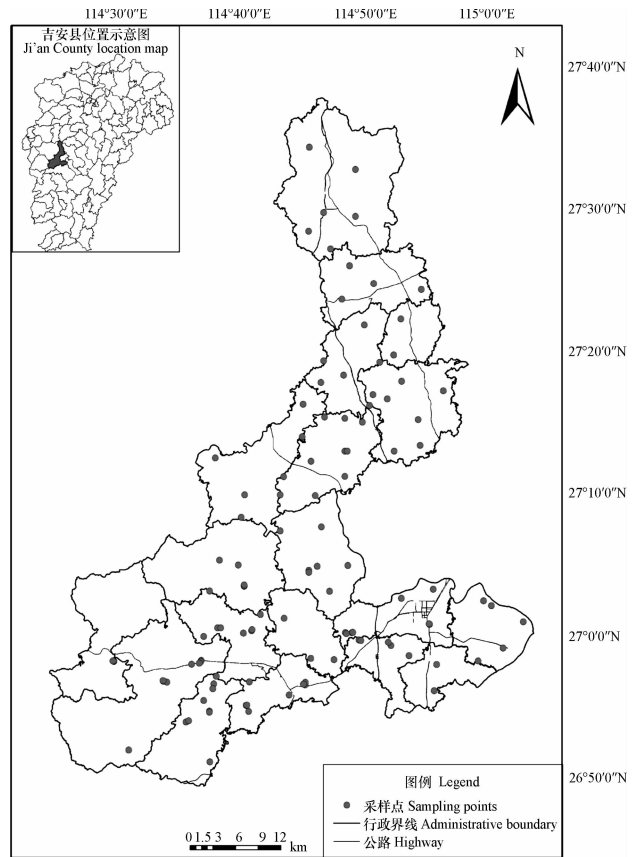 114°30′0″E 114°40′0″E 114°50′0″E 115°0′0″E
吉安县位置示意图
Ji’an County location map
N
27°40′0″N
27°30′0″N
27°20′0″N
27°10′0″N
27°0′0″N
26°50′0″N
图例 Legend
采样点 Sampling points
行政界线 Administrative boundary
公路 Highway
0 1.5 3 6 9 12
km